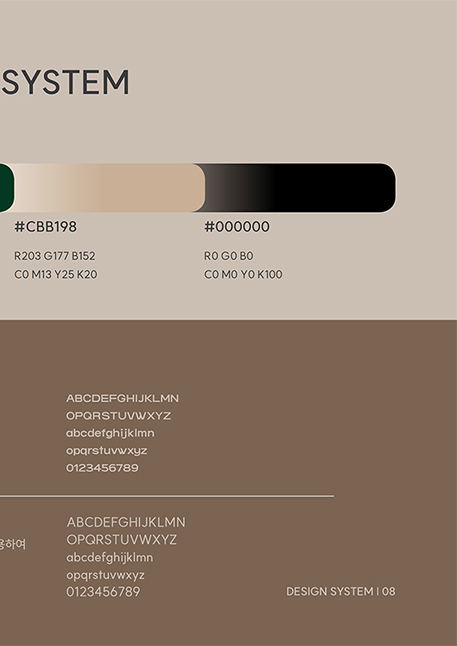 SYSTEM
#CBB198
R203 G177 B152
C0 M13 Y25 K20
#000000
R0 G0 B0
C0 M0 Y0 K100
ABCDEFGHIJKLMN
OPQRSTUVWXYZ
abcdefghijklmn
opqrstuvwxyz
0123456789
ABCDEFGHIJKLMN
OPQRSTUVWXYZ
abcdefghijklmn
opqrstuvwxyz
0123456789
하여
DESIGN SYSTEM | 08